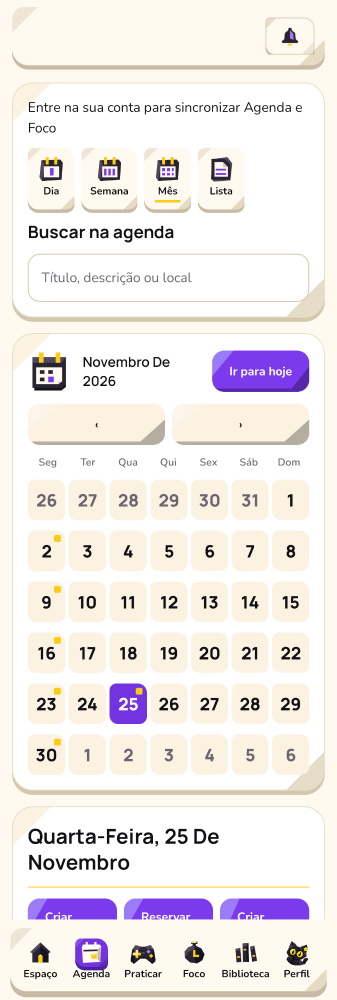 Entre na sua conta para sincronizar Agenda e
Foco
Dia Semana Mês Lista
Buscar na agenda
Título, descrição ou local
Novembro De
2026
Ir para hoje
‹ ›
Seg Ter Qua Qui Sex Sáb Dom
26 27 28 29 30 31 1
2 3 4 5 6 7 8
9 10 11 12 13 14 15
16 17 18 19 20 21 22
23 24 25 26 27 28 29
30 1 2 3 4 5 6
Quarta-Feira, 25 De
Novembro
Criar Reservar Criar
Espaço Agenda Praticar Foco Biblioteca Perfil